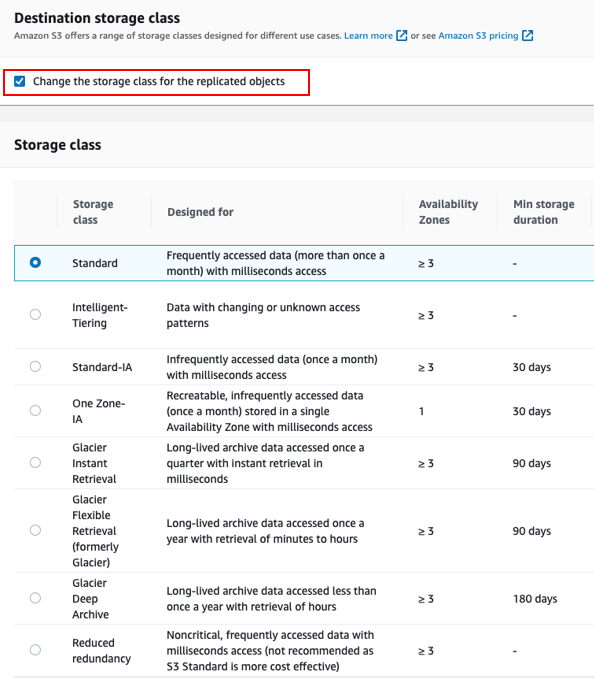 Destination storage class
Amazon S3 offers a range of storage classes designed for different use cases. Learn more or see Amazon S3 pricing
Change the storage class for the replicated objects
Storage class
Storage
class
Designed for
Availability
Zones
Min storage
duration
Standard
Frequently accessed data (more than once a
month) with milliseconds access
≥ 3
-
Intelligent-
Tiering
Data with changing or unknown access
patterns
≥ 3
-
Standard-IA
Infrequently accessed data (once a month)
with milliseconds access
≥ 3
30 days
One Zone-
IA
Recreatable, infrequently accessed data
(once a month) stored in a single
Availability Zone with milliseconds access
1
30 days
Glacier
Instant
Retrieval
Long-lived archive data accessed once a
quarter with instant retrieval in
milliseconds
≥ 3
90 days
Glacier
Flexible
Retrieval
(formerly
Glacier)
Long-lived archive data accessed once a
year with retrieval of minutes to hours
≥ 3
90 days
Glacier
Deep
Archive
Long-lived archive data accessed less than
once a year with retrieval of hours
≥ 3
180 days
Reduced
redundancy
Noncritical, frequently accessed data with
milliseconds access (not recommended as
S3 Standard is more cost effective)
≥ 3
-